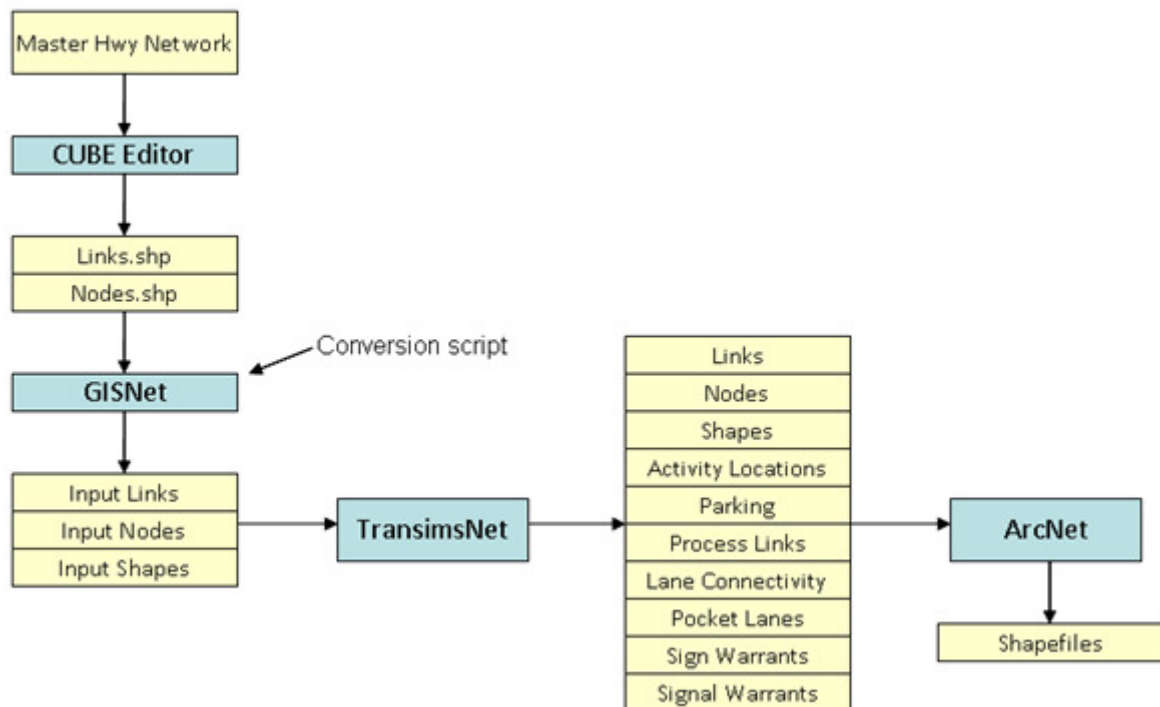 Master Hwy Network
CUBE Editor
Links.shp
Nodes.shp
Conversion script
GISNet
Input Links
Input Nodes
Input Shapes
TransimsNet
Links
Nodes
Shapes
Activity Locations
Parking
Process Links
Lane Connectivity
Pocket Lanes
Sign Warrants
Signal Warrants
ArcNet
Shapefiles